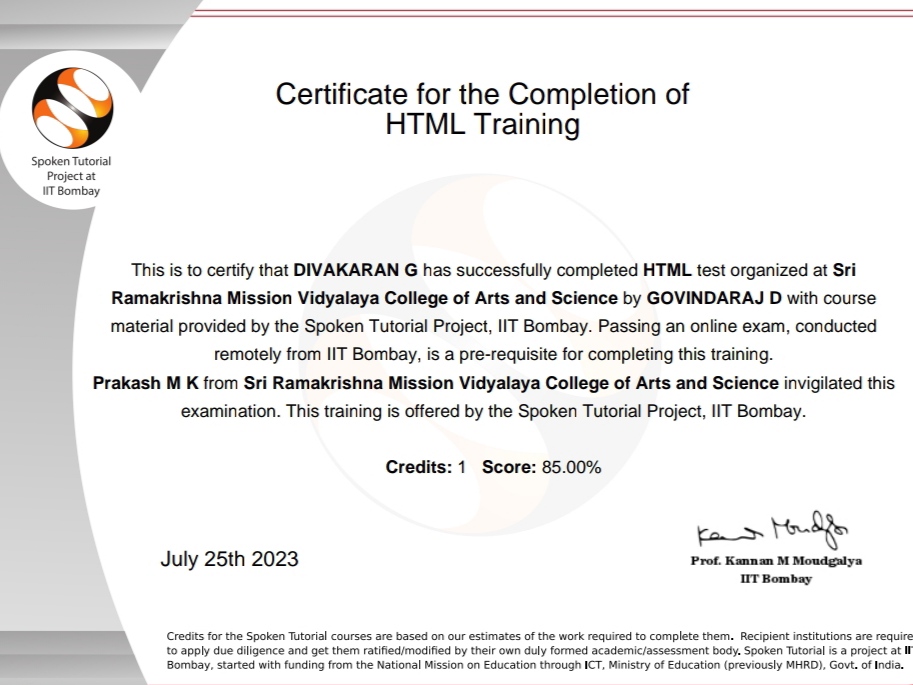 Spoken Tutorial
Project at
IIT Bombay
Certificate for the Completion of
HTML Training
This is to certify that DIVAKARAN G has successfully completed HTML test organized at Sri
Ramakrishna Mission Vidyalaya College of Arts and Science by GOVINDARAJ D with course
material provided by the Spoken Tutorial Project, IIT Bombay. Passing an online exam, conducted
remotely from IIT Bombay, is a pre-requisite for completing this training.
Prakash M K from Sri Ramakrishna Mission Vidyalaya College of Arts and Science invigilated this
examination. This training is offered by the Spoken Tutorial Project, IIT Bombay.
Credits: 1 Score: 85.00%
July 25th 2023
Prof. Kannan M Moudgalya
IIT Bombay
Credits for the Spoken Tutorial courses are based on our estimates of the work required to complete them. Recipient institutions are
to apply due diligence and get them ratified/modified by their own duly formed academic/assessment body. Spoken Tutorial is a project at
Bombay, started with funding from the National Mission on Education through ICT, Ministry of Education (previously MHRD), Govt. of India.